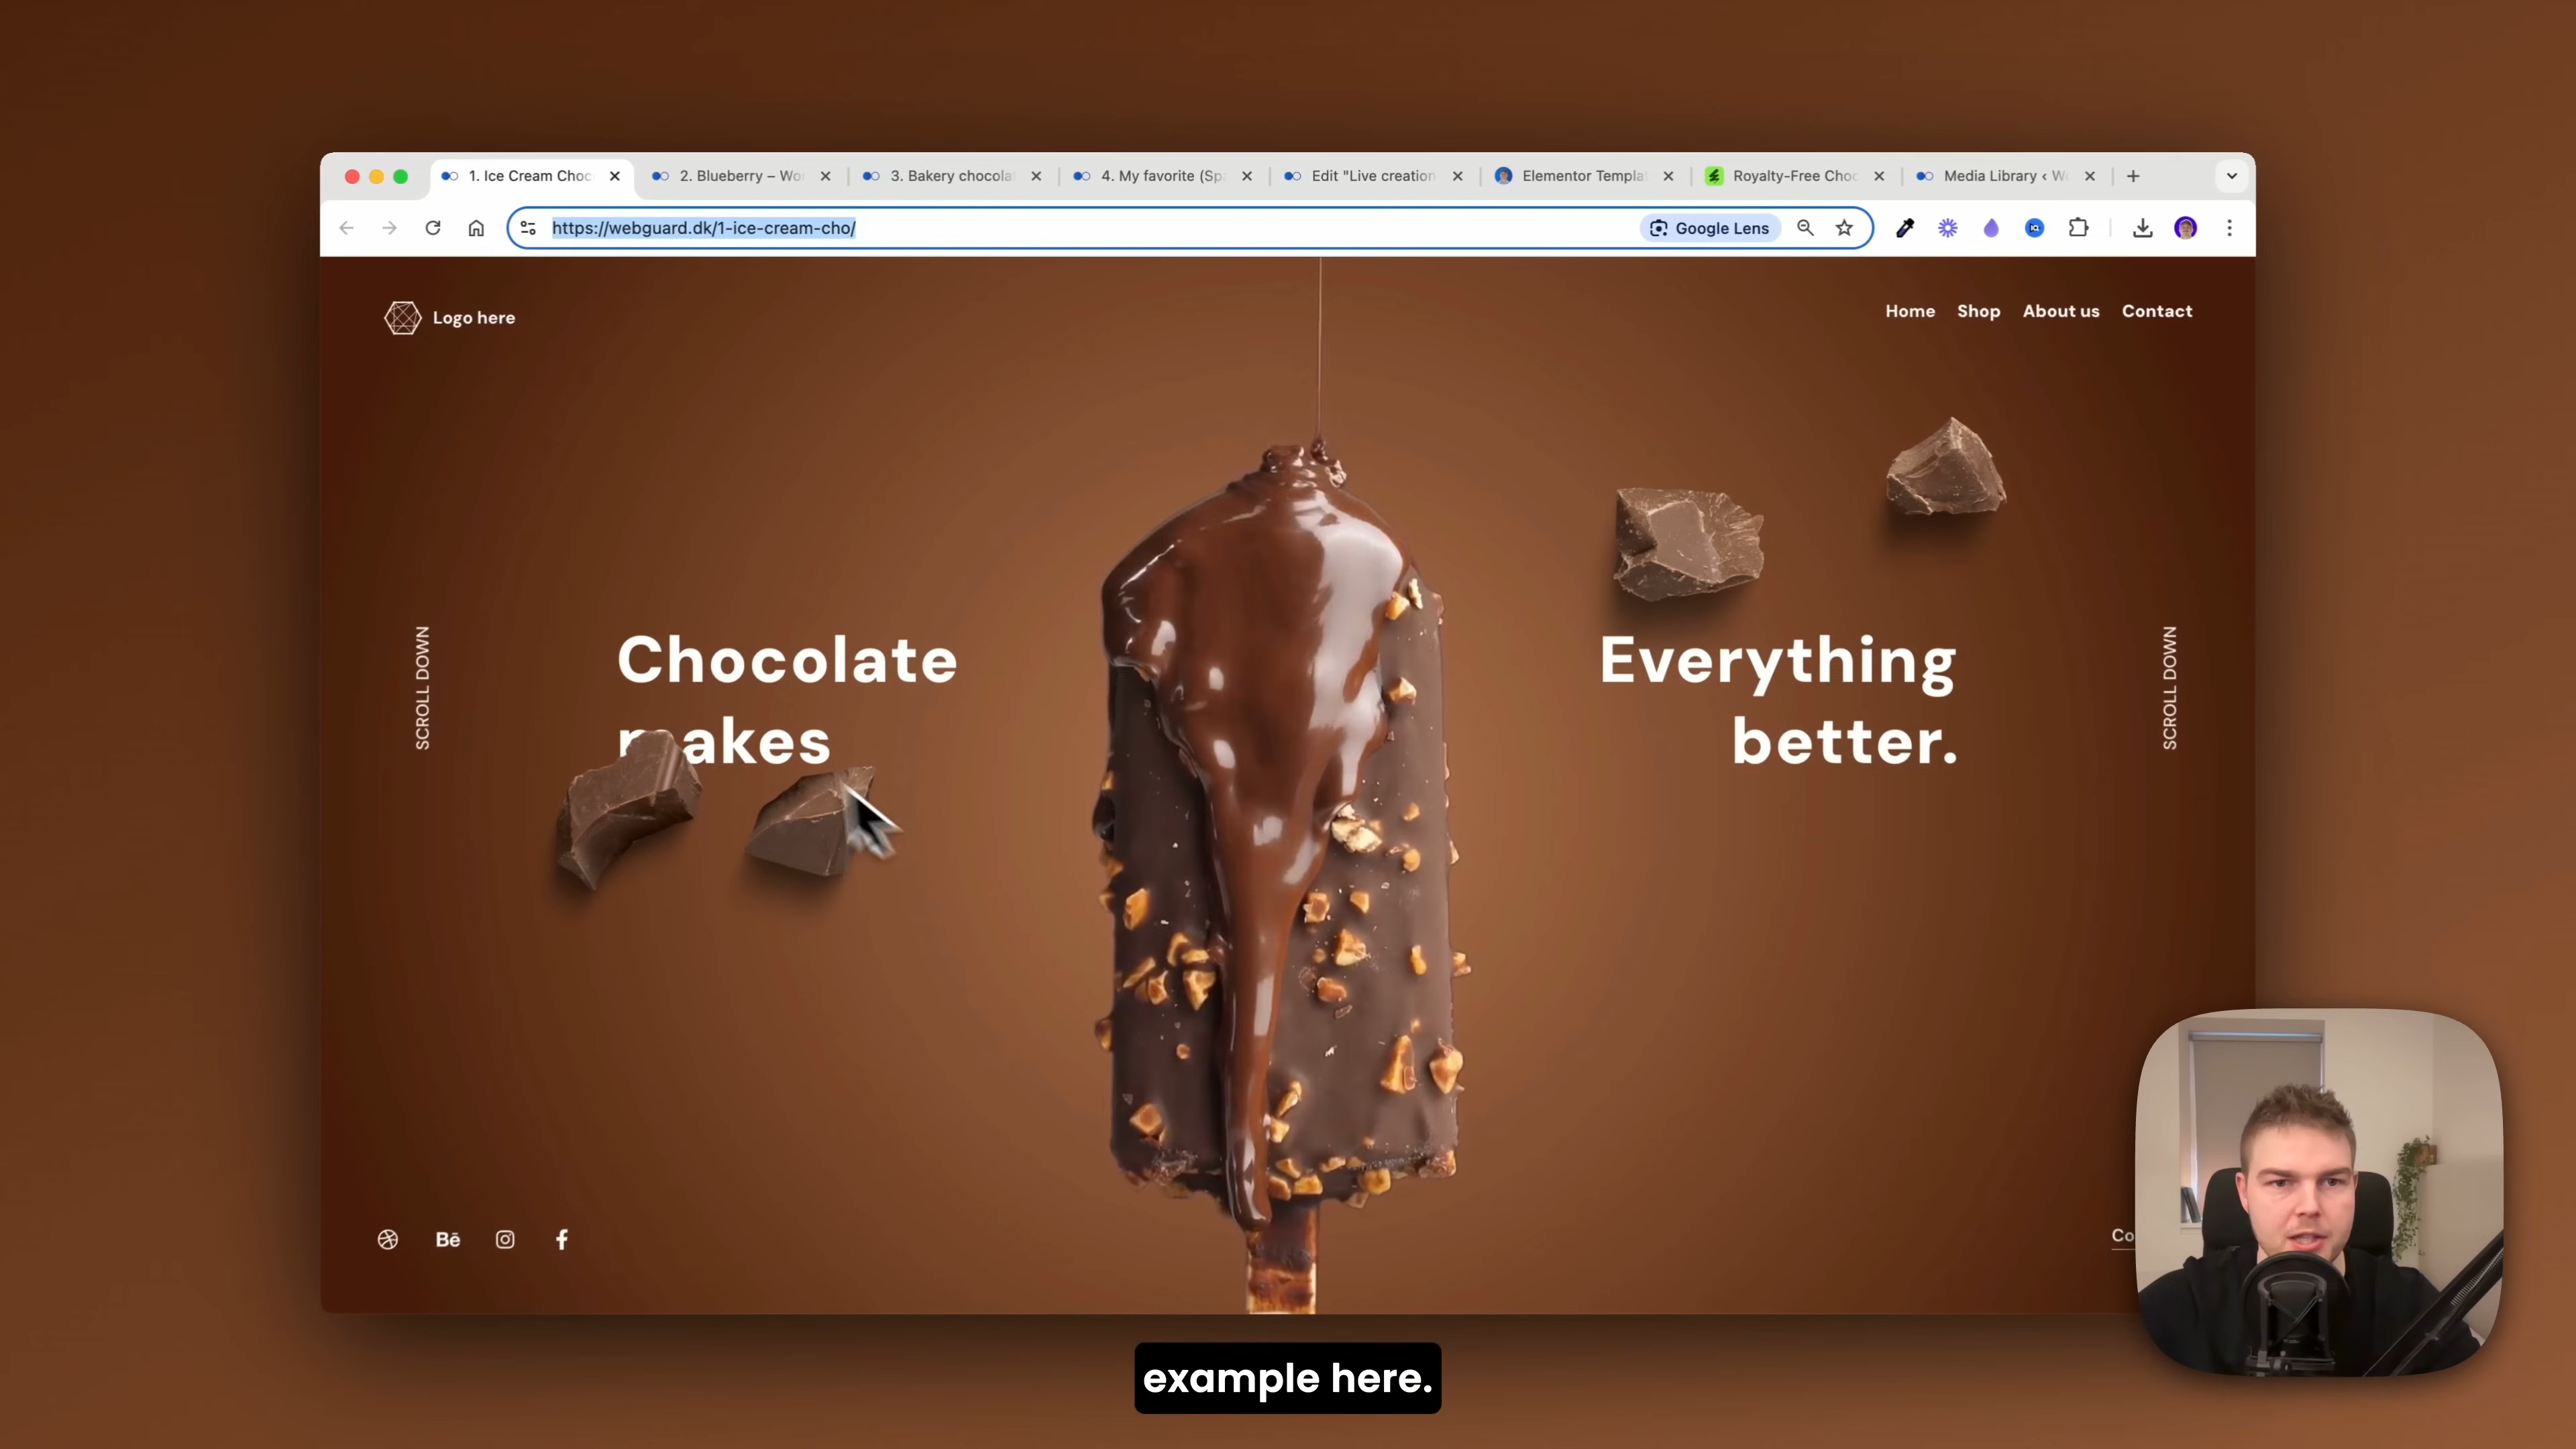 1. Ice Cream Choc
2. Blueberry – Wo
3. Bakery chocola
4. My favorite (Sp
Edit "Live creation
Elementor Templa
Royalty-Free Choc
Media Library ‹ W
https://webguard.dk/1-ice-cream-cho/
Google Lens
Logo here
Home Shop About us Contact
SCROLL DOWN
Chocolate
makes
Everything
better.
SCROLL DOWN
Bē
Co
example here.